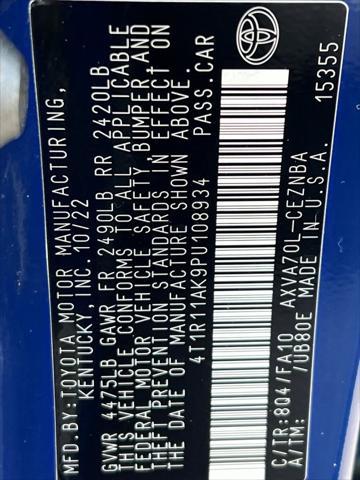 MFD.BY:TOYOTA MOTOR MANUFACTURING,
KENTUCKY, INC. 10/22
GVWR 4475LB GAWR FR 2490LB RR 2420LB
THIS VEHICLE CONFORMS TO ALL APPLICABLE
FEDERAL MOTOR VEHICLE SAFETY, BUMPER, AND
THEFT PREVENTION STANDARDS IN EFFECT ON
THE DATE OF MANUFACTURE SHOWN ABOVE.
4T1R11AK9PU108934 PASS. CAR
C/TR:8Q4/FA10 AXVA70L-CEZNBA
A/TM: /UB80E MADE IN U.S.A. 15355